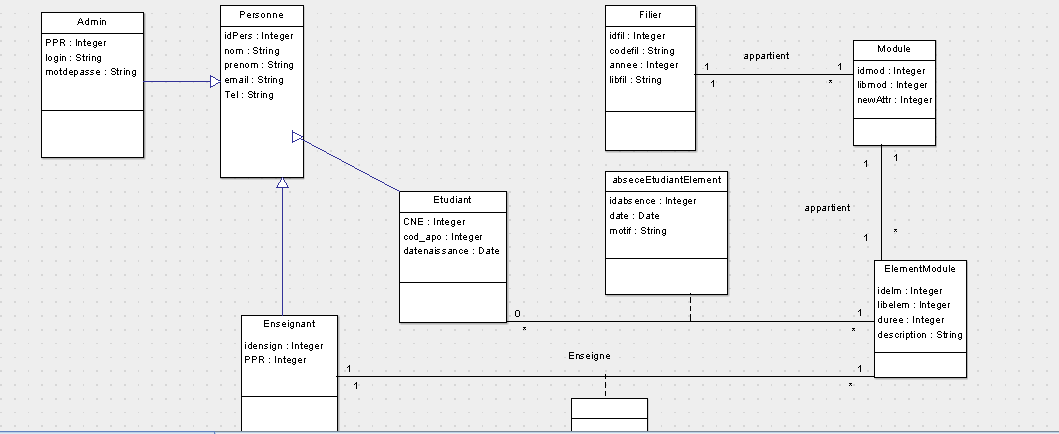 Admin
PPR : Integer
login : String
motdepasse : String
Personne
idPers : Integer
nom : String
prenom : String
email : String
Tel : String
Filier
idfil : Integer
codefil : String
annee : Integer
libfil : String
appartient
1
1
1
*
Module
idmod : Integer
libmod : Integer
newAttr : Integer
1
1
appartient
1
*
abseceEtudiantElement
idabsence : Integer
date : Date
motif : String
Etudiant
CNE : Integer
cod_apo : Integer
datenaissance : Date
ElementModule
idelm : Integer
libelem : Integer
duree : Integer
description : String
0
*
1
*
Enseignant
idensign : Integer
PPR : Integer
Enseigne
1
1
1
*